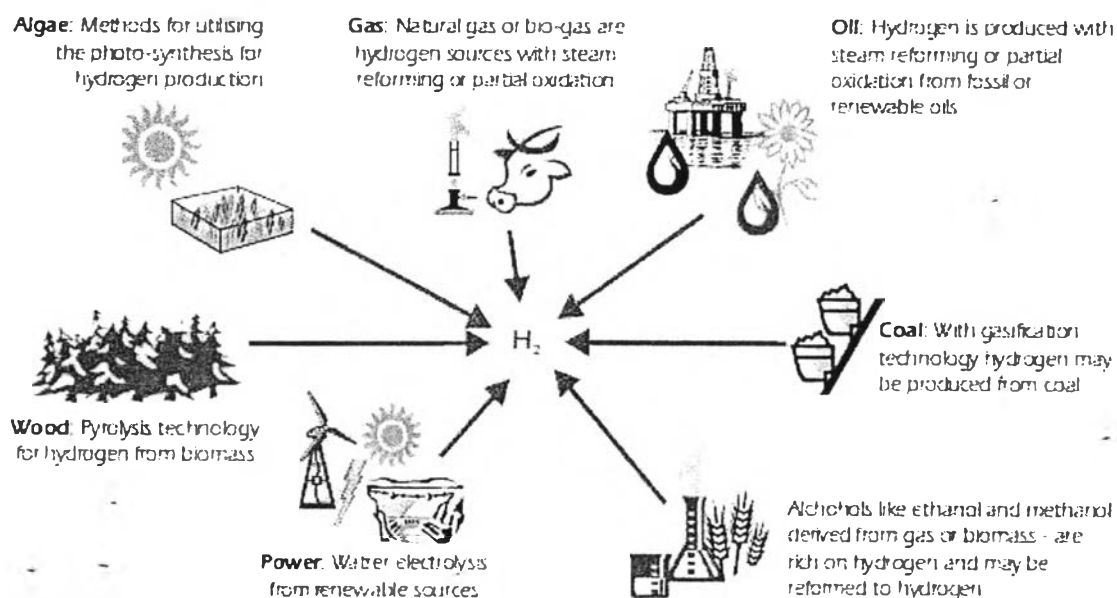 Algae: Methods for utilising
the photo-synthesis for
hydrogen production
Gas: Natural gas or bio-gas are
hydrogen sources with steam
reforming or partial oxidation
Oil: Hydrogen is produced with
steam reforming or partial
oxidation from fossil or
renewable oils
H₂
Coal: With gasification
technology hydrogen may
be produced from coal
Wood: Pyrolysis technology
for hydrogen from biomass
Power: Water electrolysis
from renewable sources
Alchohols like ethanol and methanol
derived from gas or biomass - are
rich on hydrogen and may be
reformed to hydrogen